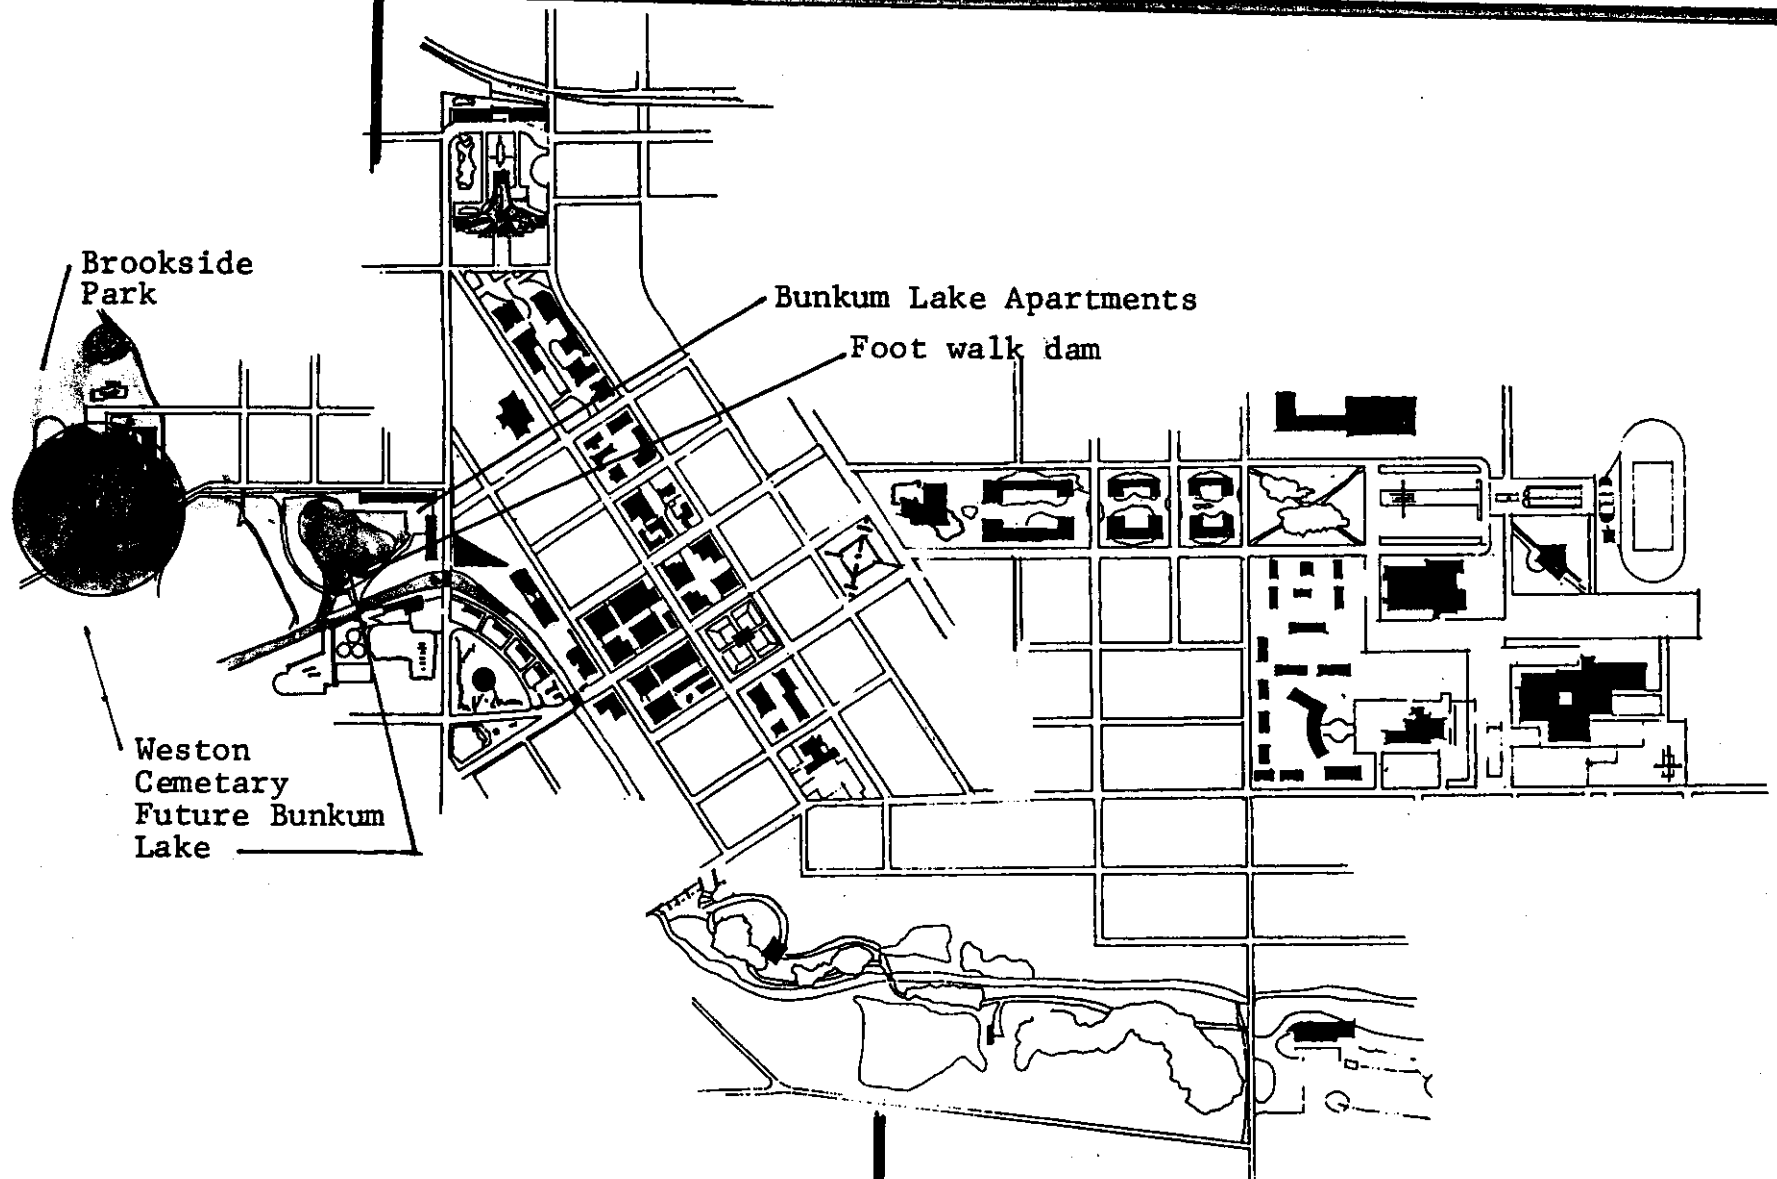 Brookside
Park
Bunkum Lake Apartments
Foot walk dam
Weston
Cemetary
Future Bunkum
Lake